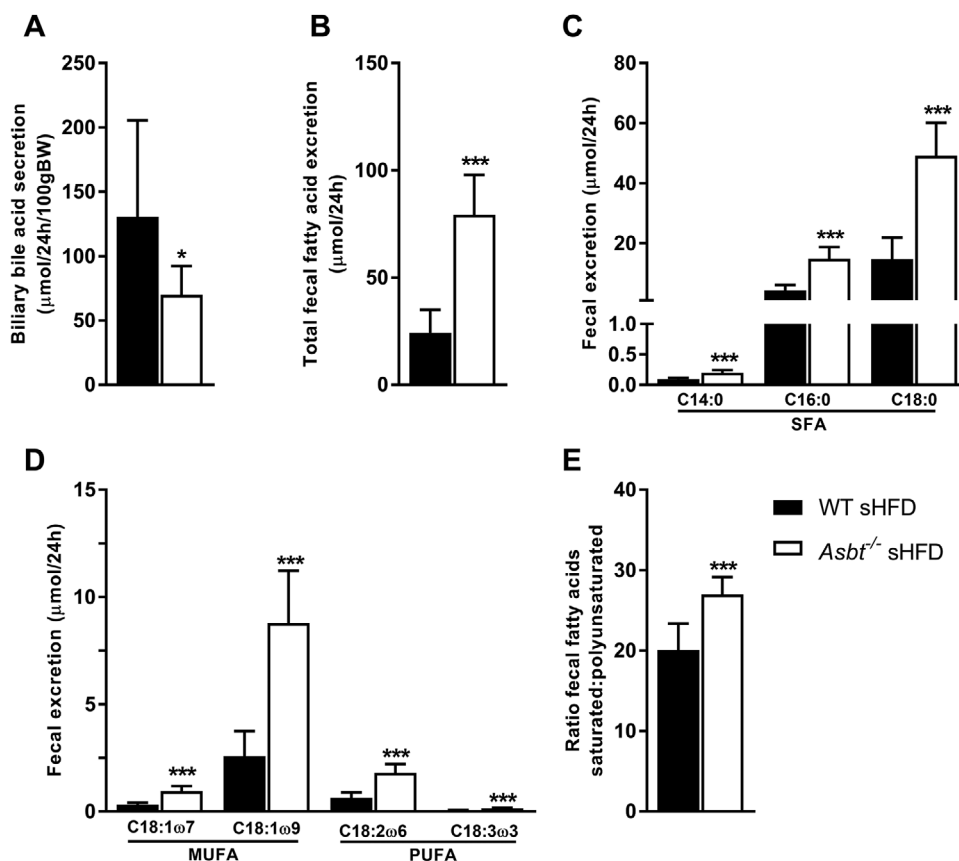 A
Biliary bile acid secretion
(μmol/24h/100gBW)
250
200
150
100
50
0
*
B
Total fecal fatty acid excretion
(μmol/24h)
150
100
50
0
***
C
Fecal excretion (μmol/24h)
80
60
40
20
1.0
0.5
0.0
***
***
***
C14:0 C16:0 C18:0
SFA
D
Fecal excretion (μmol/24h)
15
10
5
0
***
***
***
***
C18:1ω7 C18:1ω9 C18:2ω6 C18:3ω3
MUFA PUFA
E
Ratio fecal fatty acids
saturated:polyunsaturated
40
30
20
10
0
***
WT sHFD
Asbt-/- sHFD